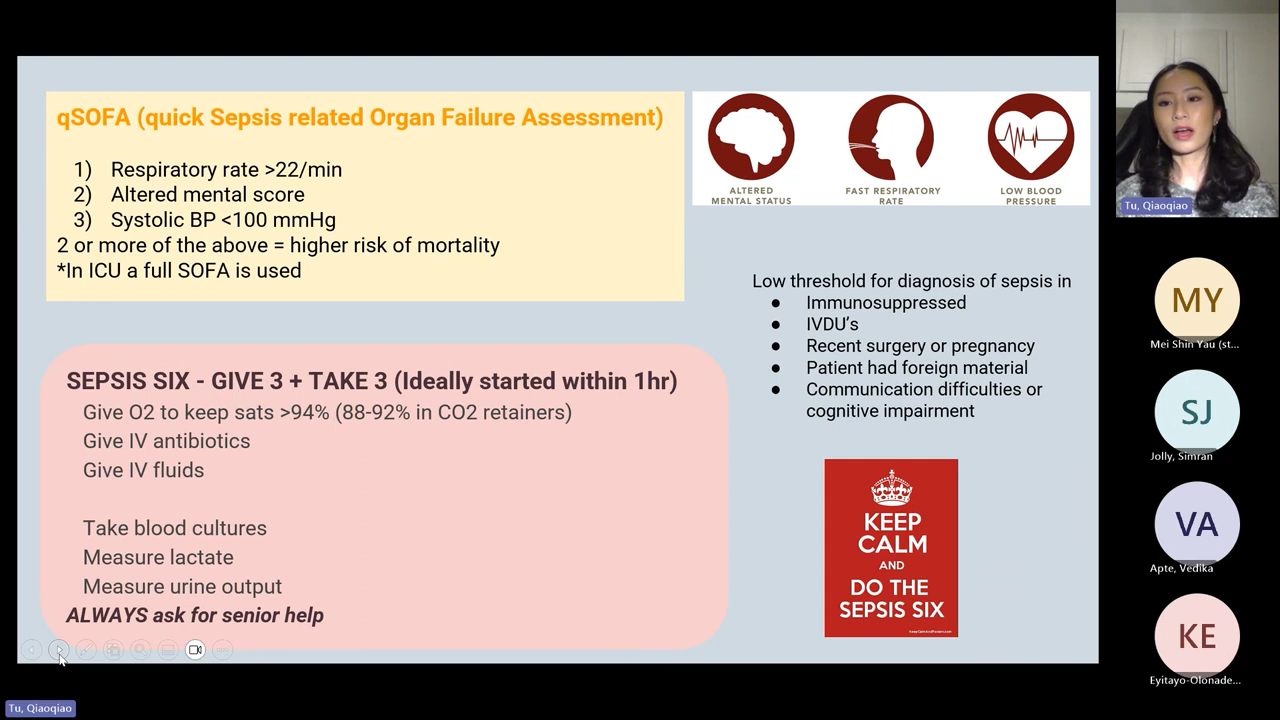 qSOFA (quick Sepsis related Organ Failure Assessment)
1) Respiratory rate >22/min
2) Altered mental score
3) Systolic BP <100 mmHg
2 or more of the above = higher risk of mortality
*In ICU a full SOFA is used
ALTERED
MENTAL STATUS
FAST RESPIRATORY
RATE
LOW BLOOD
PRESSURE
Low threshold for diagnosis of sepsis in
● Immunosuppressed
● IVDU's
● Recent surgery or pregnancy
● Patient had foreign material
● Communication difficulties or
cognitive impairment
SEPSIS SIX - GIVE 3 + TAKE 3 (Ideally started within 1hr)
Give O2 to keep sats >94% (88-92% in CO2 retainers)
Give IV antibiotics
Give IV fluids
Take blood cultures
Measure lactate
Measure urine output
ALWAYS ask for senior help
KEEP
CALM
AND
DO THE
SEPSIS SIX
Tu, Qiaoqiao
MY
Mei Shin Yau (st...
SJ
Jolly, Simran
VA
Apte, Vedika
KE
Eyitayo-Olonade...
Tu, Qiaoqiao